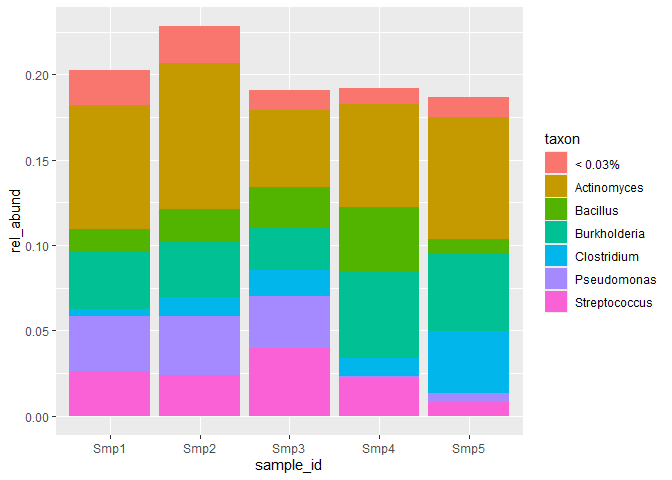 rel_abund
0.20
0.15
0.10
0.05
0.00
Smp1 Smp2 Smp3 Smp4 Smp5
sample_id
taxon
< 0.03%
Actinomyces
Bacillus
Burkholderia
Clostridium
Pseudomonas
Streptococcus